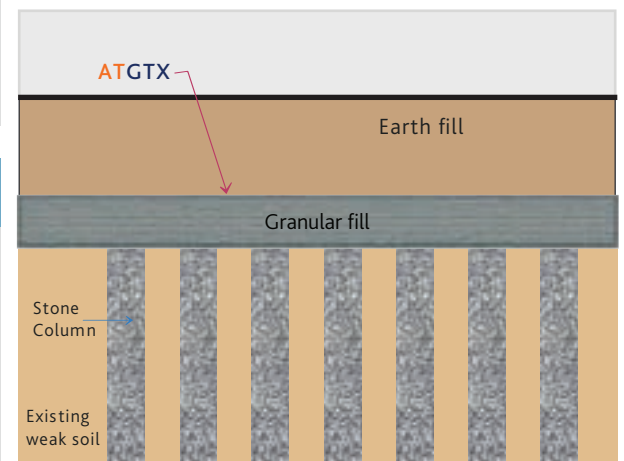 ATGTX
Earth fill
Granular fill
Stone
Column
Existing
weak soil